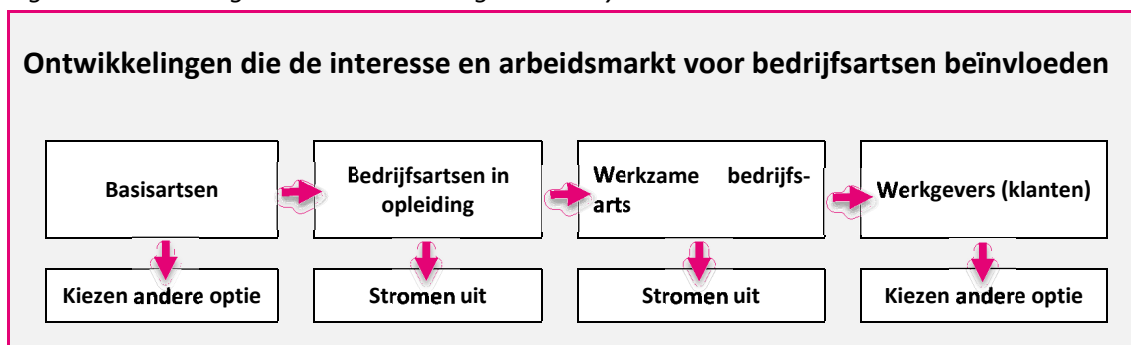 Ontwikkelingen die de interesse en arbeidsmarkt voor bedrijfsartsen beïnvloeden
Basisartsen
Bedrijfsartsen in
opleiding
Werkzame bedrijfs-
arts
Werkgevers (klanten)
Kiezen andere optie
Stromen uit
Stromen uit
Kiezen andere optie